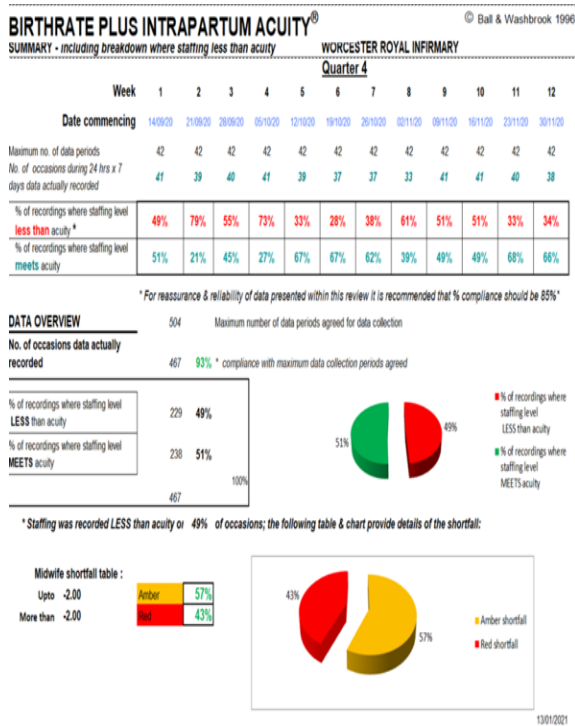 BIRTHRATE PLUS INTRAPARTUM ACUITY® © Ball & Washbrook 1996
SUMMARY - including breakdown where staffing less than acuity WORCESTER ROYAL INFIRMARY
Quarter 4
Week 1 2 3 4 5 6 7 8 9 10 11 12
Date commencing 14/09/20 21/09/20 28/09/20 05/10/20 12/10/20 19/10/20 26/10/20 02/11/20 09/11/20 16/11/20 23/11/20 30/11/20
Maximum no. of data periods 42 42 42 42 42 42 42 42 42 42 42 42
No. of occasions during 24 hrs x 7
days data actually recorded 41 39 40 41 39 37 37 33 41 41 40 38
% of recordings where staffing level
less than acuity * 49% 79% 55% 73% 33% 28% 38% 61% 51% 51% 33% 34%
% of recordings where staffing level
meets acuity 51% 21% 45% 27% 67% 67% 62% 39% 49% 49% 68% 66%
* For reassurance & reliability of data presented within this review it is recommended that % compliance should be 85%*
DATA OVERVIEW 504 Maximum number of data periods agreed for data collection
No. of occasions data actually
recorded 467 93% * compliance with maximum data collection periods agreed
% of recordings where staffing level
LESS than acuity 229 49%
% of recordings where staffing level
MEETS acuity 238 51%
100%
467
51%
49%
% of recordings where
staffing level
LESS than acuity
% of recordings where
staffing level
MEETS acuity
* Staffing was recorded LESS than acuity or 49% of occasions; the following table & chart provide details of the shortfall:
Midwife shortfall table :
Upto -2.00 Amber 57%
More than -2.00 Red 43%
43%
57%
Amber shortfall
Red shortfall
13/01/2021